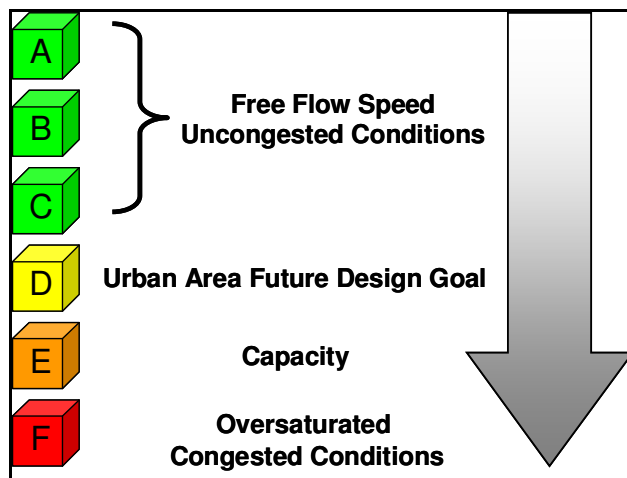 A
Free Flow Speed
B
Uncongested Conditions
C
D
Urban Area Future Design Goal
E
Capacity
F
Oversaturated
Congested Conditions